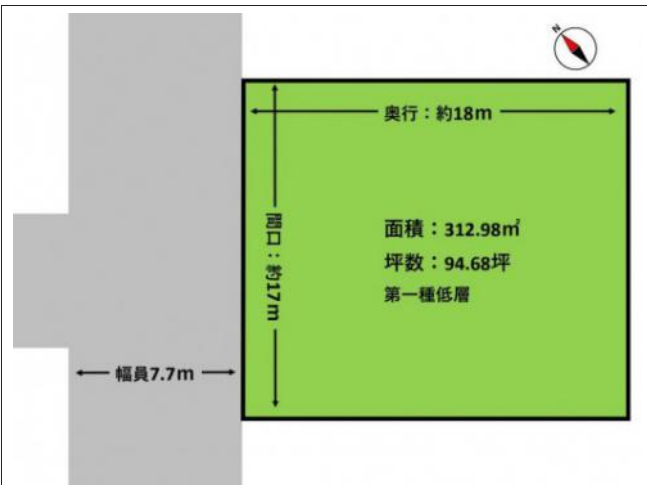 N
奥行：約18m
間口：約17m
面積：312.98㎡
坪数：94.68坪
第一種低層
幅員7.7m